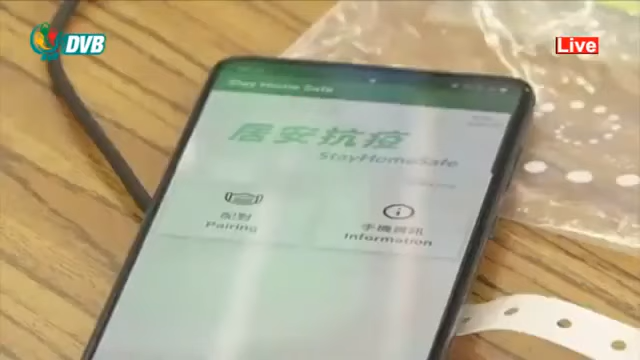 DVB
Live
Stay Home Safe
居安抗疫
StayHomeSafe
配對
Pairing
手機資訊
Information